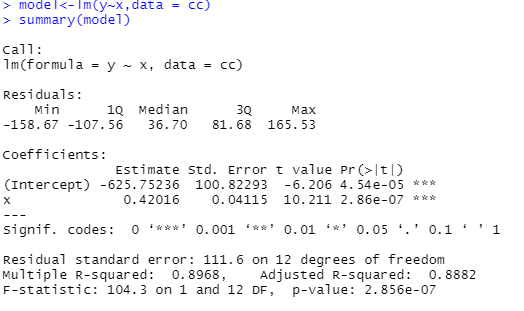 > model<-lm(y~x,data = cc)
> summary(model)
Call:
lm(formula = y ~ x, data = cc)
Residuals:
Min 1Q Median 3Q Max
-158.67 -107.56 36.70 81.68 165.53
Coefficients:
Estimate Std. Error t value Pr(>|t|)
(Intercept) -625.75236 100.82293 -6.206 4.54e-05 ***
x 0.42016 0.04115 10.211 2.86e-07 ***
---
Signif. codes: 0 ‘***’ 0.001 ‘**’ 0.01 ‘*’ 0.05 ‘.’ 0.1 ‘ ’ 1
Residual standard error: 111.6 on 12 degrees of freedom
Multiple R-squared: 0.8968, Adjusted R-squared: 0.8882
F-statistic: 104.3 on 1 and 12 DF, p-value: 2.856e-07